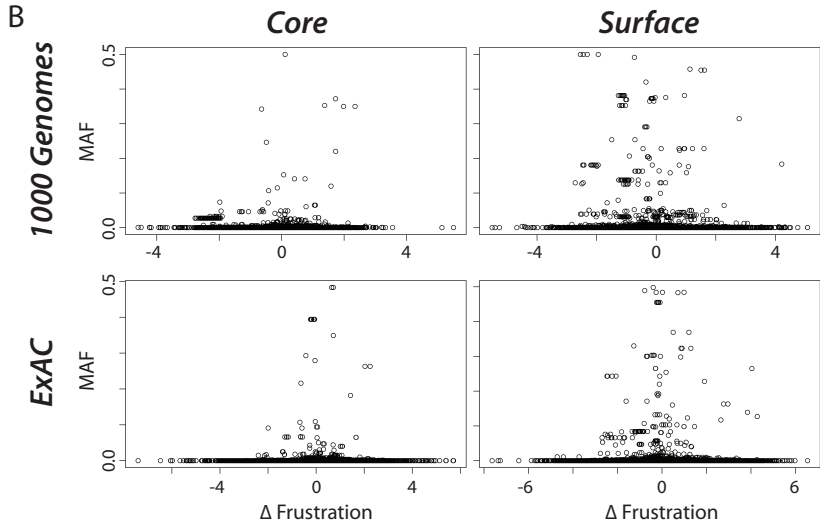 B
Core Surface
1000 Genomes
MAF
0.5
0.0
-4 0 4
-4 0 4
ExAC
MAF
0.5
0.0
-4 0 4
-6 0 6
Δ Frustration Δ Frustration